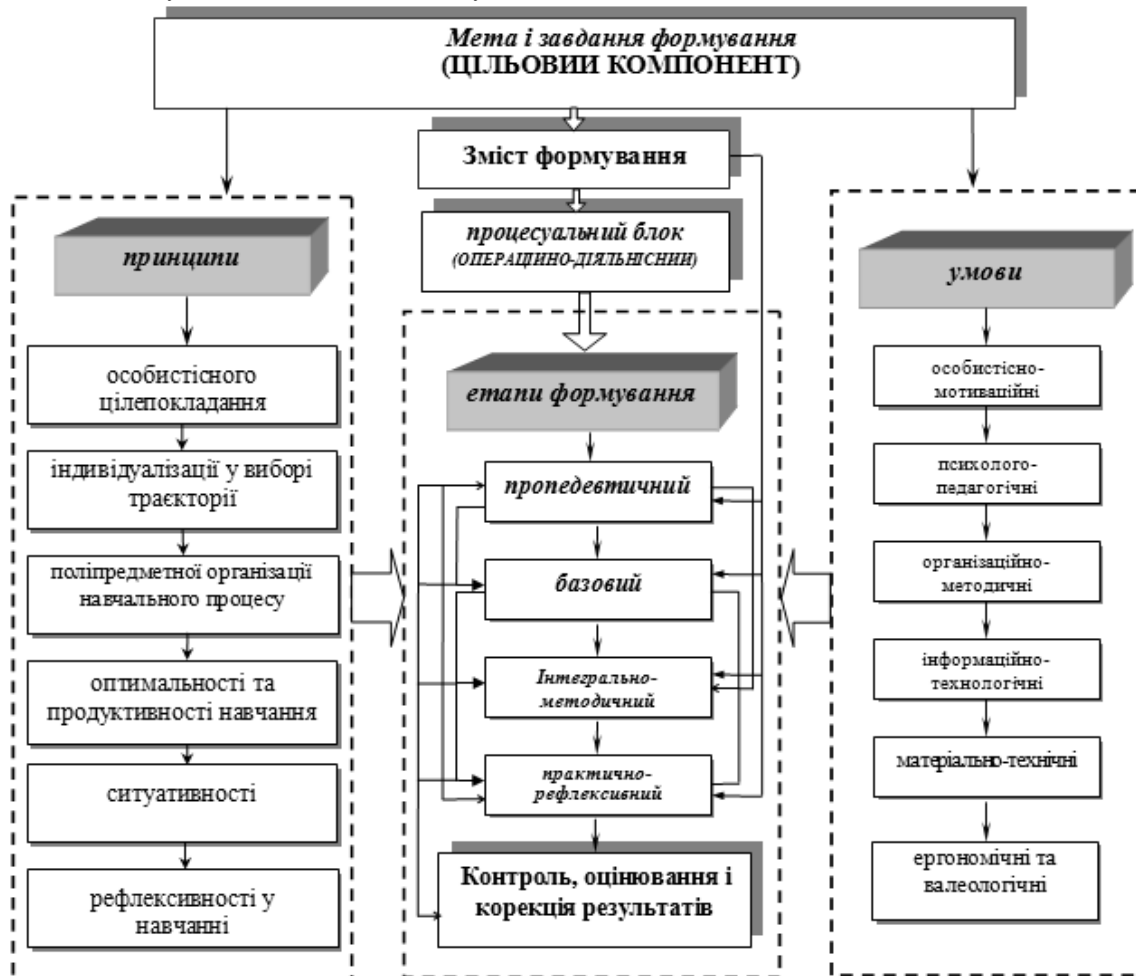 Мета і завдання формування
(ЦІЛЬОВИЙ КОМПОНЕНТ)
Зміст формування
процесуальний блок
(ОПЕРАЦІЙНО-ДІЯЛЬНІСНИЙ)
принципи
особистісного
цілепокладання
індивідуалізації у виборі
траєкторії
поліпредметної організації
навчального процесу
оптимальності та
продуктивності навчання
ситуативності
рефлексивності у
навчанні
етапи формування
пропедевтичний
базовий
Інтегрально-
методичний
практично-
рефлексивний
Контроль, оцінювання і
корекція результатів
умови
особистісно-
мотиваційні
психолого-
педагогічні
організаційно-
методичні
інформаційно-
технологічні
матеріально-технічні
ергономічні та
валеологічні